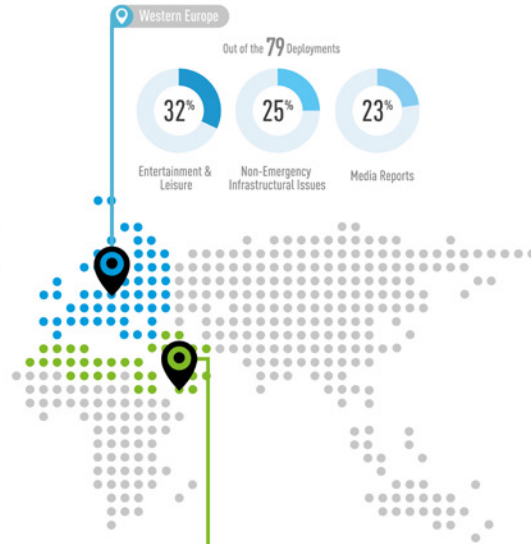 Western Europe
Out of the 79 Deployments
32%
25%
23%
Entertainment &
Leisure
Non-Emergency
Infrastructural Issues
Media Reports